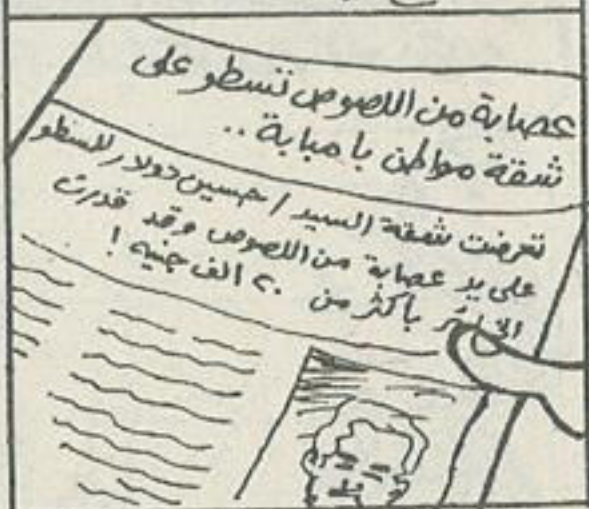 عصابة من اللصوص تسطو على
شقة مواطن بامبابة ..
تعرضت شقة السيد / حسين دولار للسطو
على يد عصابة من اللصوص وقد قدرت
بأكثر من ٢٠ الف جنيه !